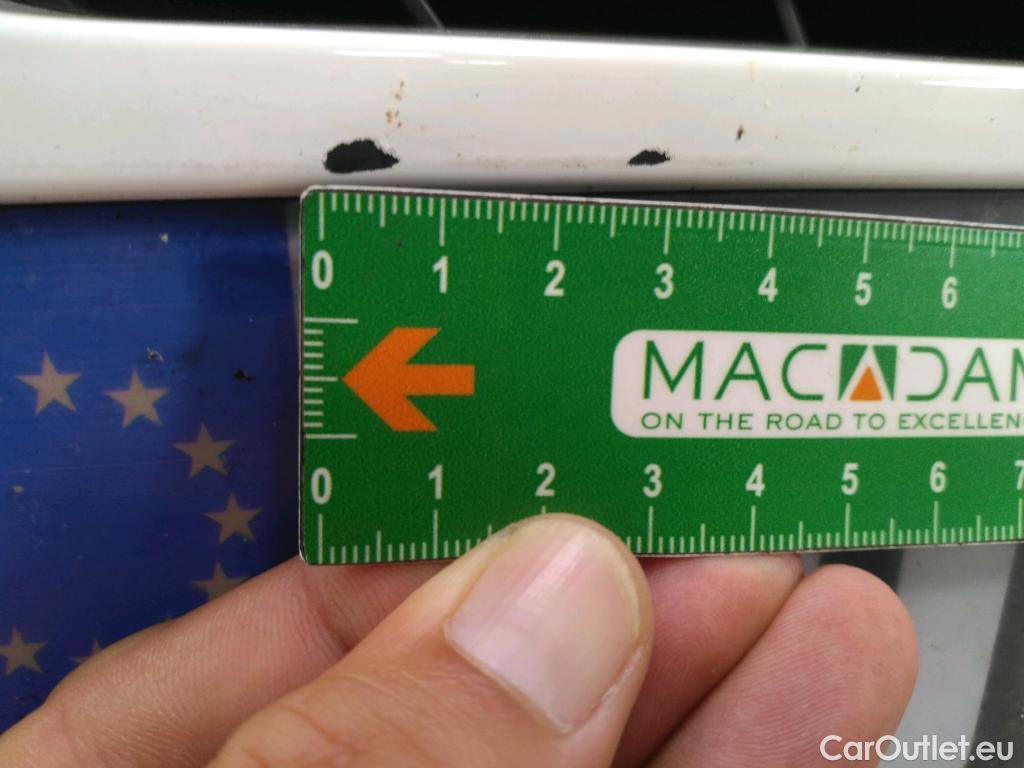 0 1 2 3 4 5 6
MACADAM
ON THE ROAD TO
0 1 2 3 4 5 6 7
CarOutlet.eu